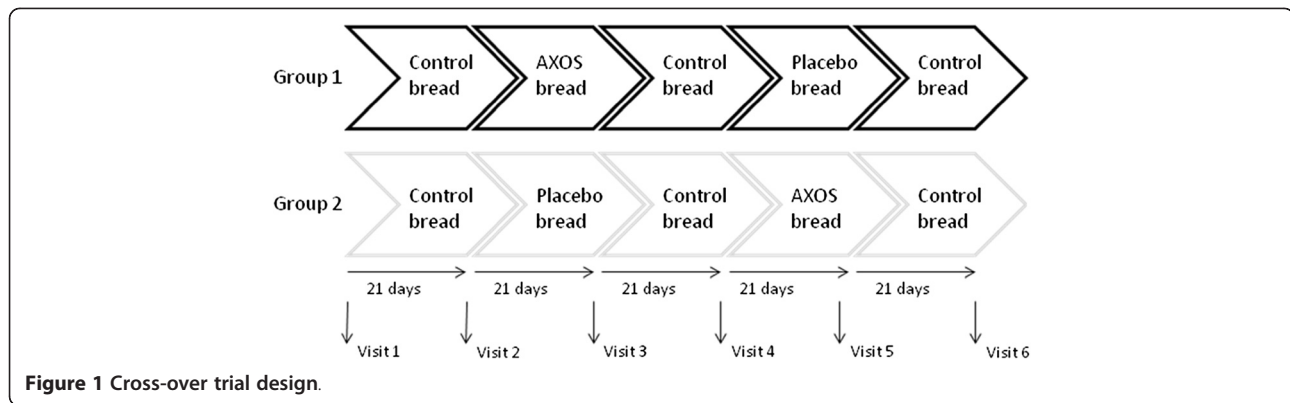 Group 1
Control
bread
AXOS
bread
Control
bread
Placebo
bread
Control
bread
Group 2
Control
bread
Placebo
bread
Control
bread
AXOS
bread
Control
bread
21 days
21 days
21 days
21 days
21 days
Visit 1
Visit 2
Visit 3
Visit 4
Visit 5
Visit 6
Figure 1 Cross-over trial design.